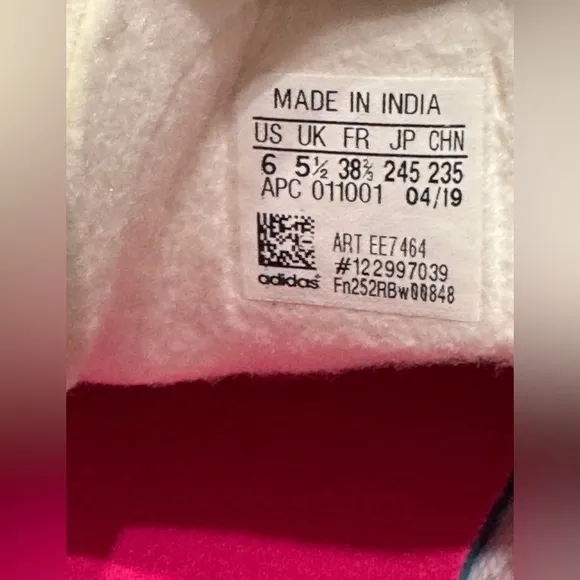 MADE IN INDIA
US UK FR JP CHN
6 5½ 38⅔ 245 235
APC 011001 04/19
ART EE7464
#122997039
adidas Fn252RBw00848